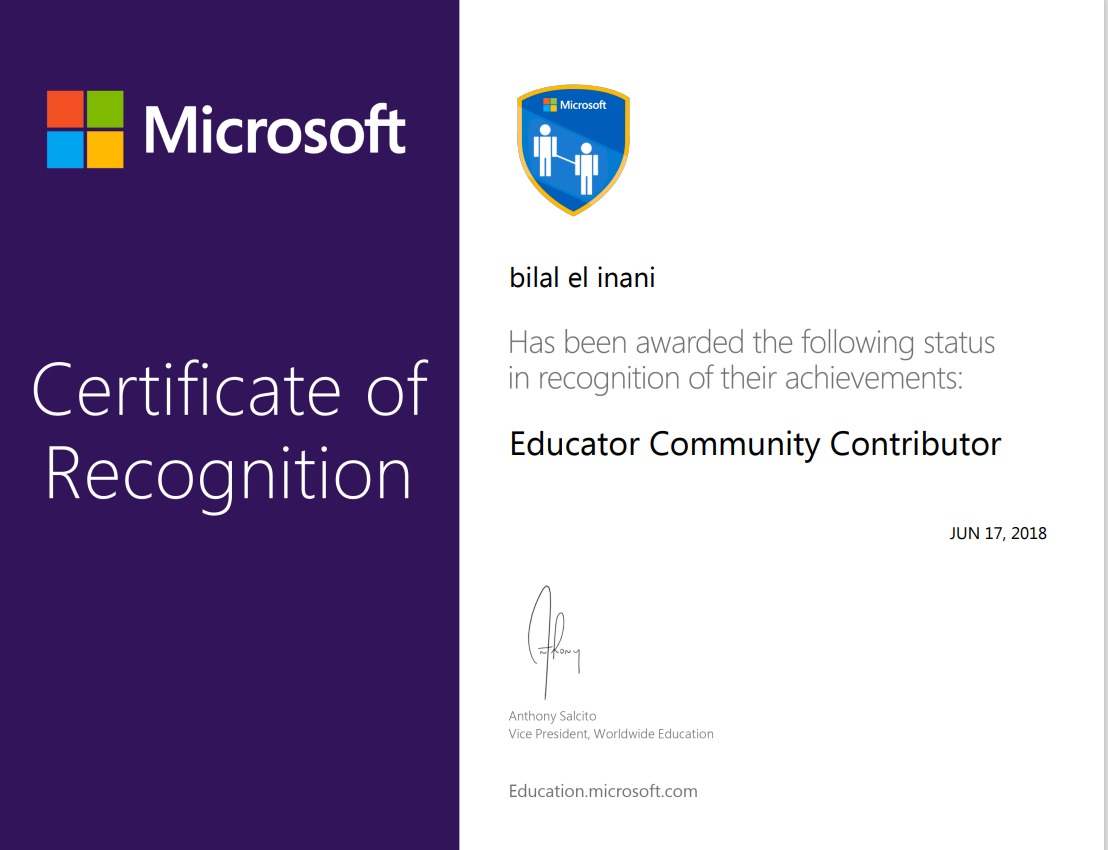 Microsoft
Certificate of
Recognition
Microsoft
bilal el inani
Has been awarded the following status
in recognition of their achievements:
Educator Community Contributor
JUN 17, 2018
Anthony
Anthony Salcito
Vice President, Worldwide Education
Education.microsoft.com